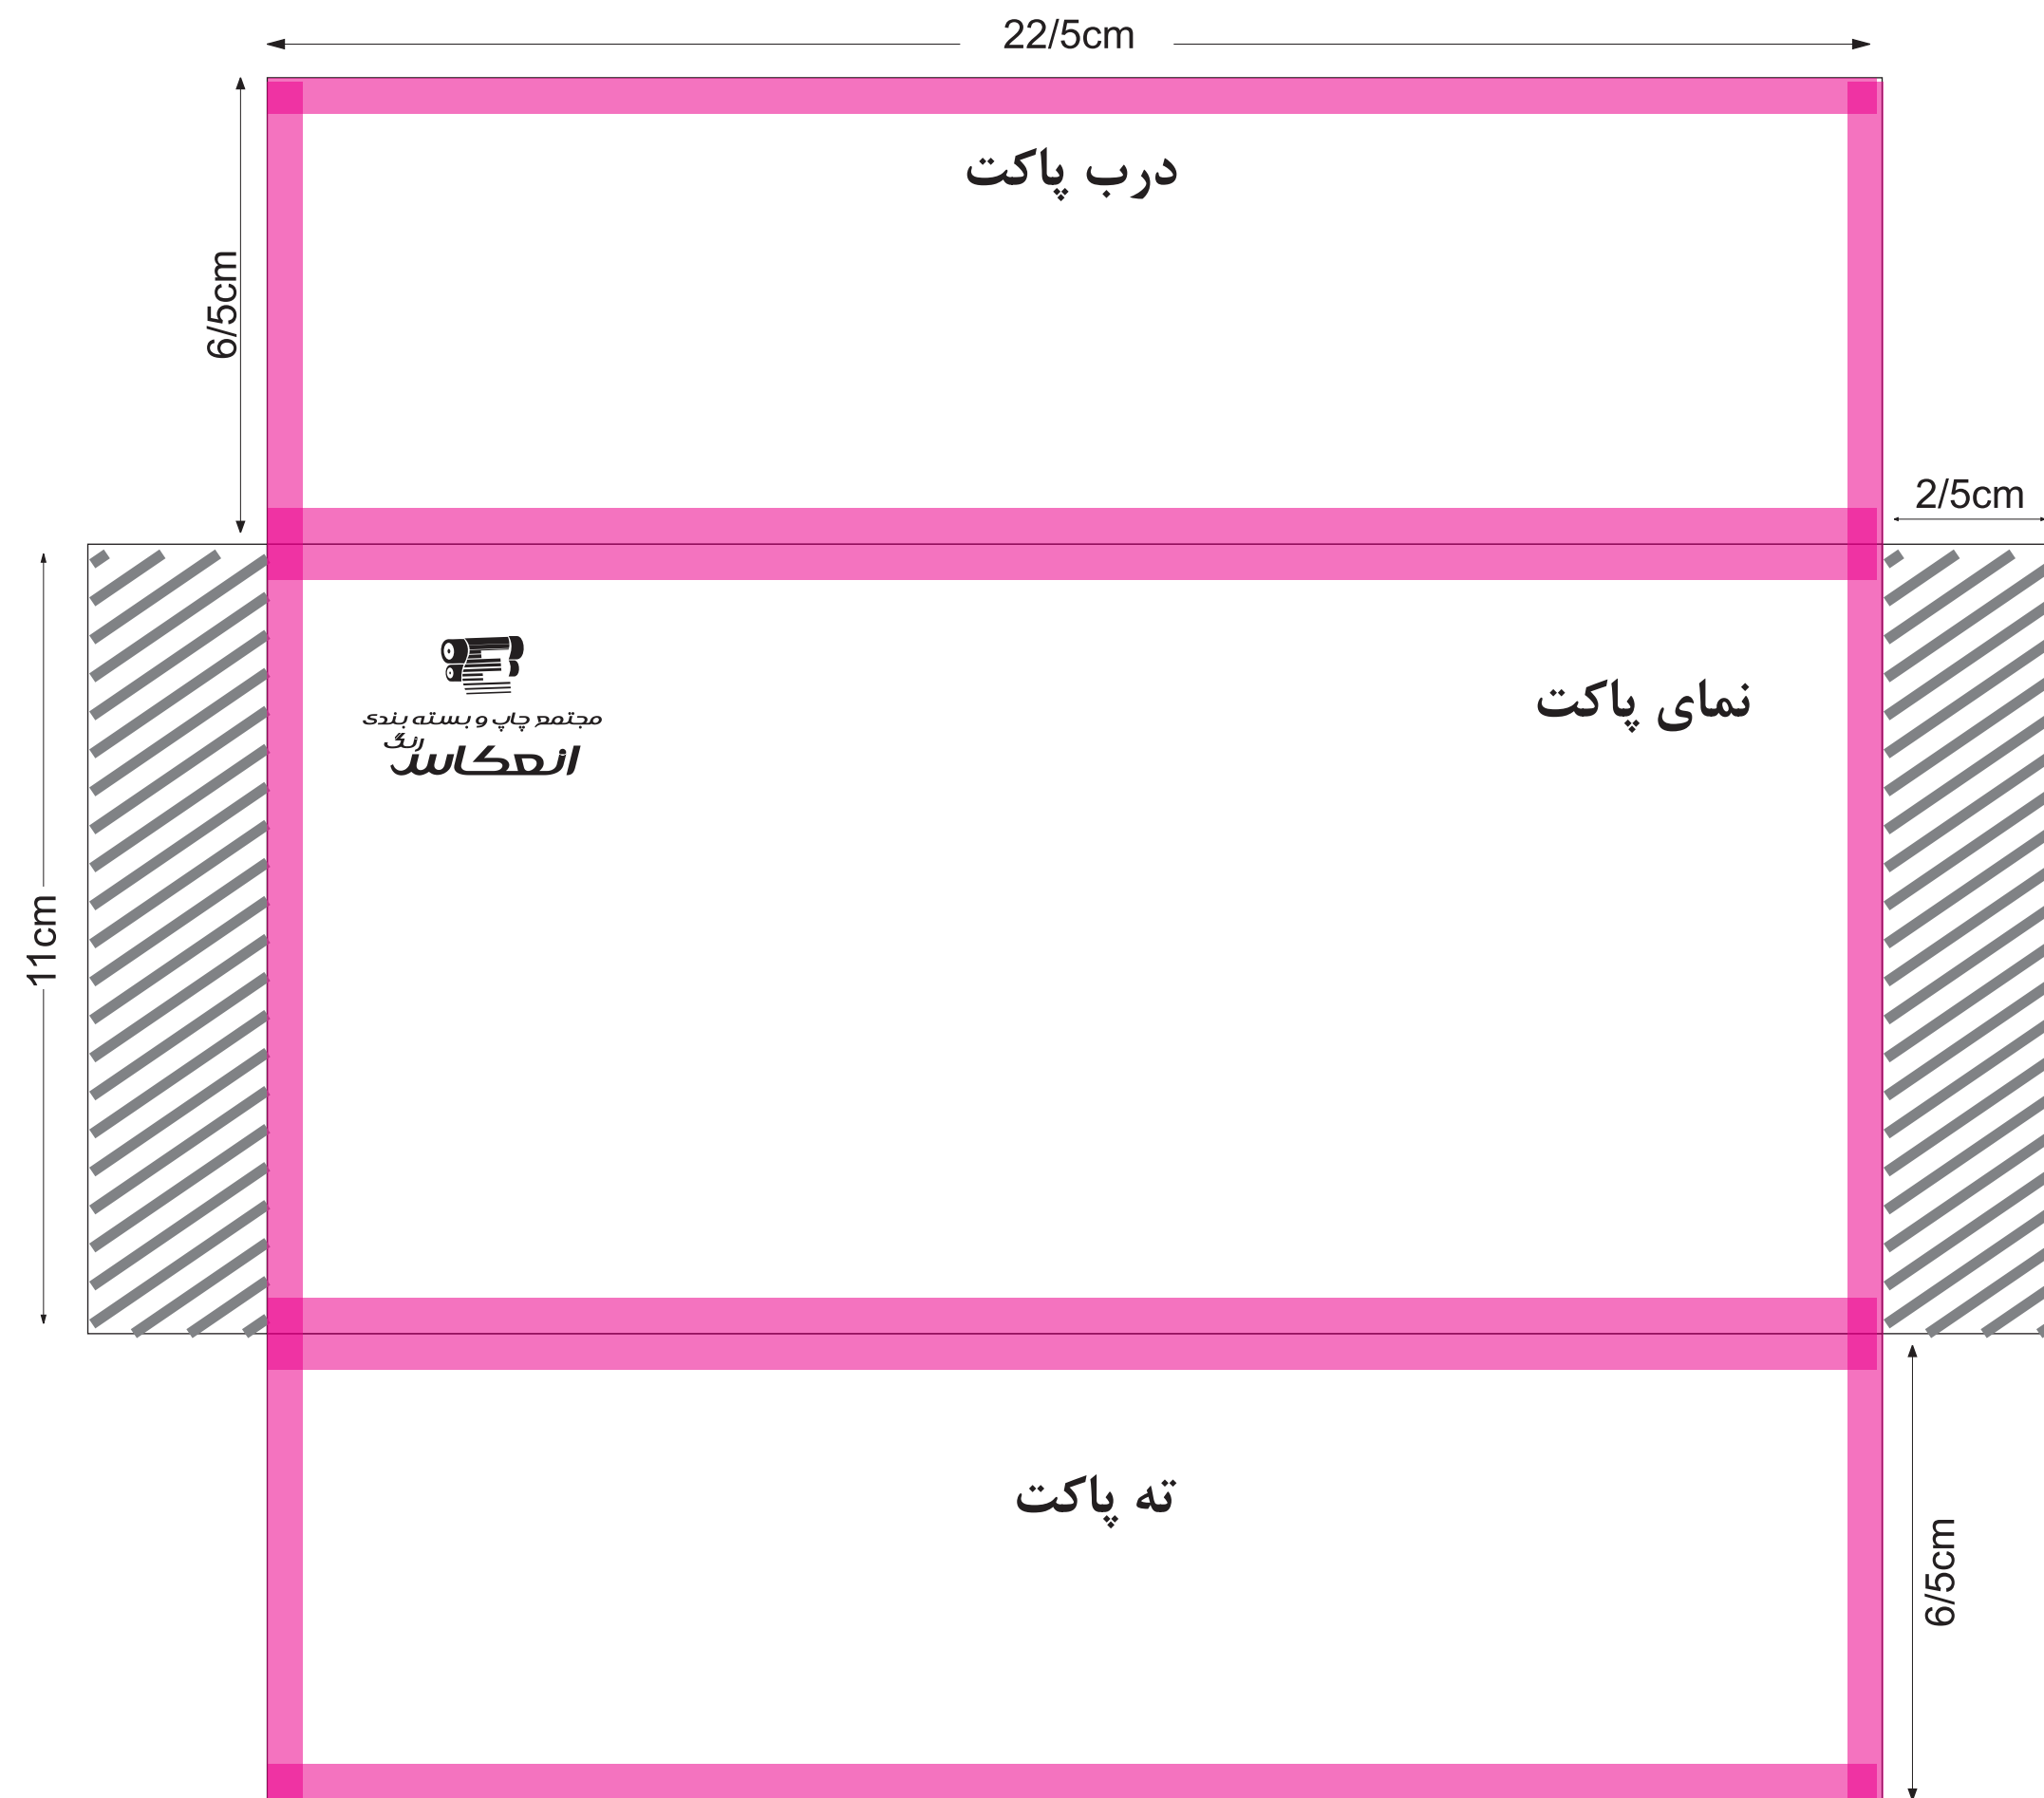 22/5cm
درب پاکت
6/5cm
2/5cm
مجتمع چاپ و بسته بندی
انعکاس رنگ
نمای پاکت
11cm
ته پاکت
6/5cm